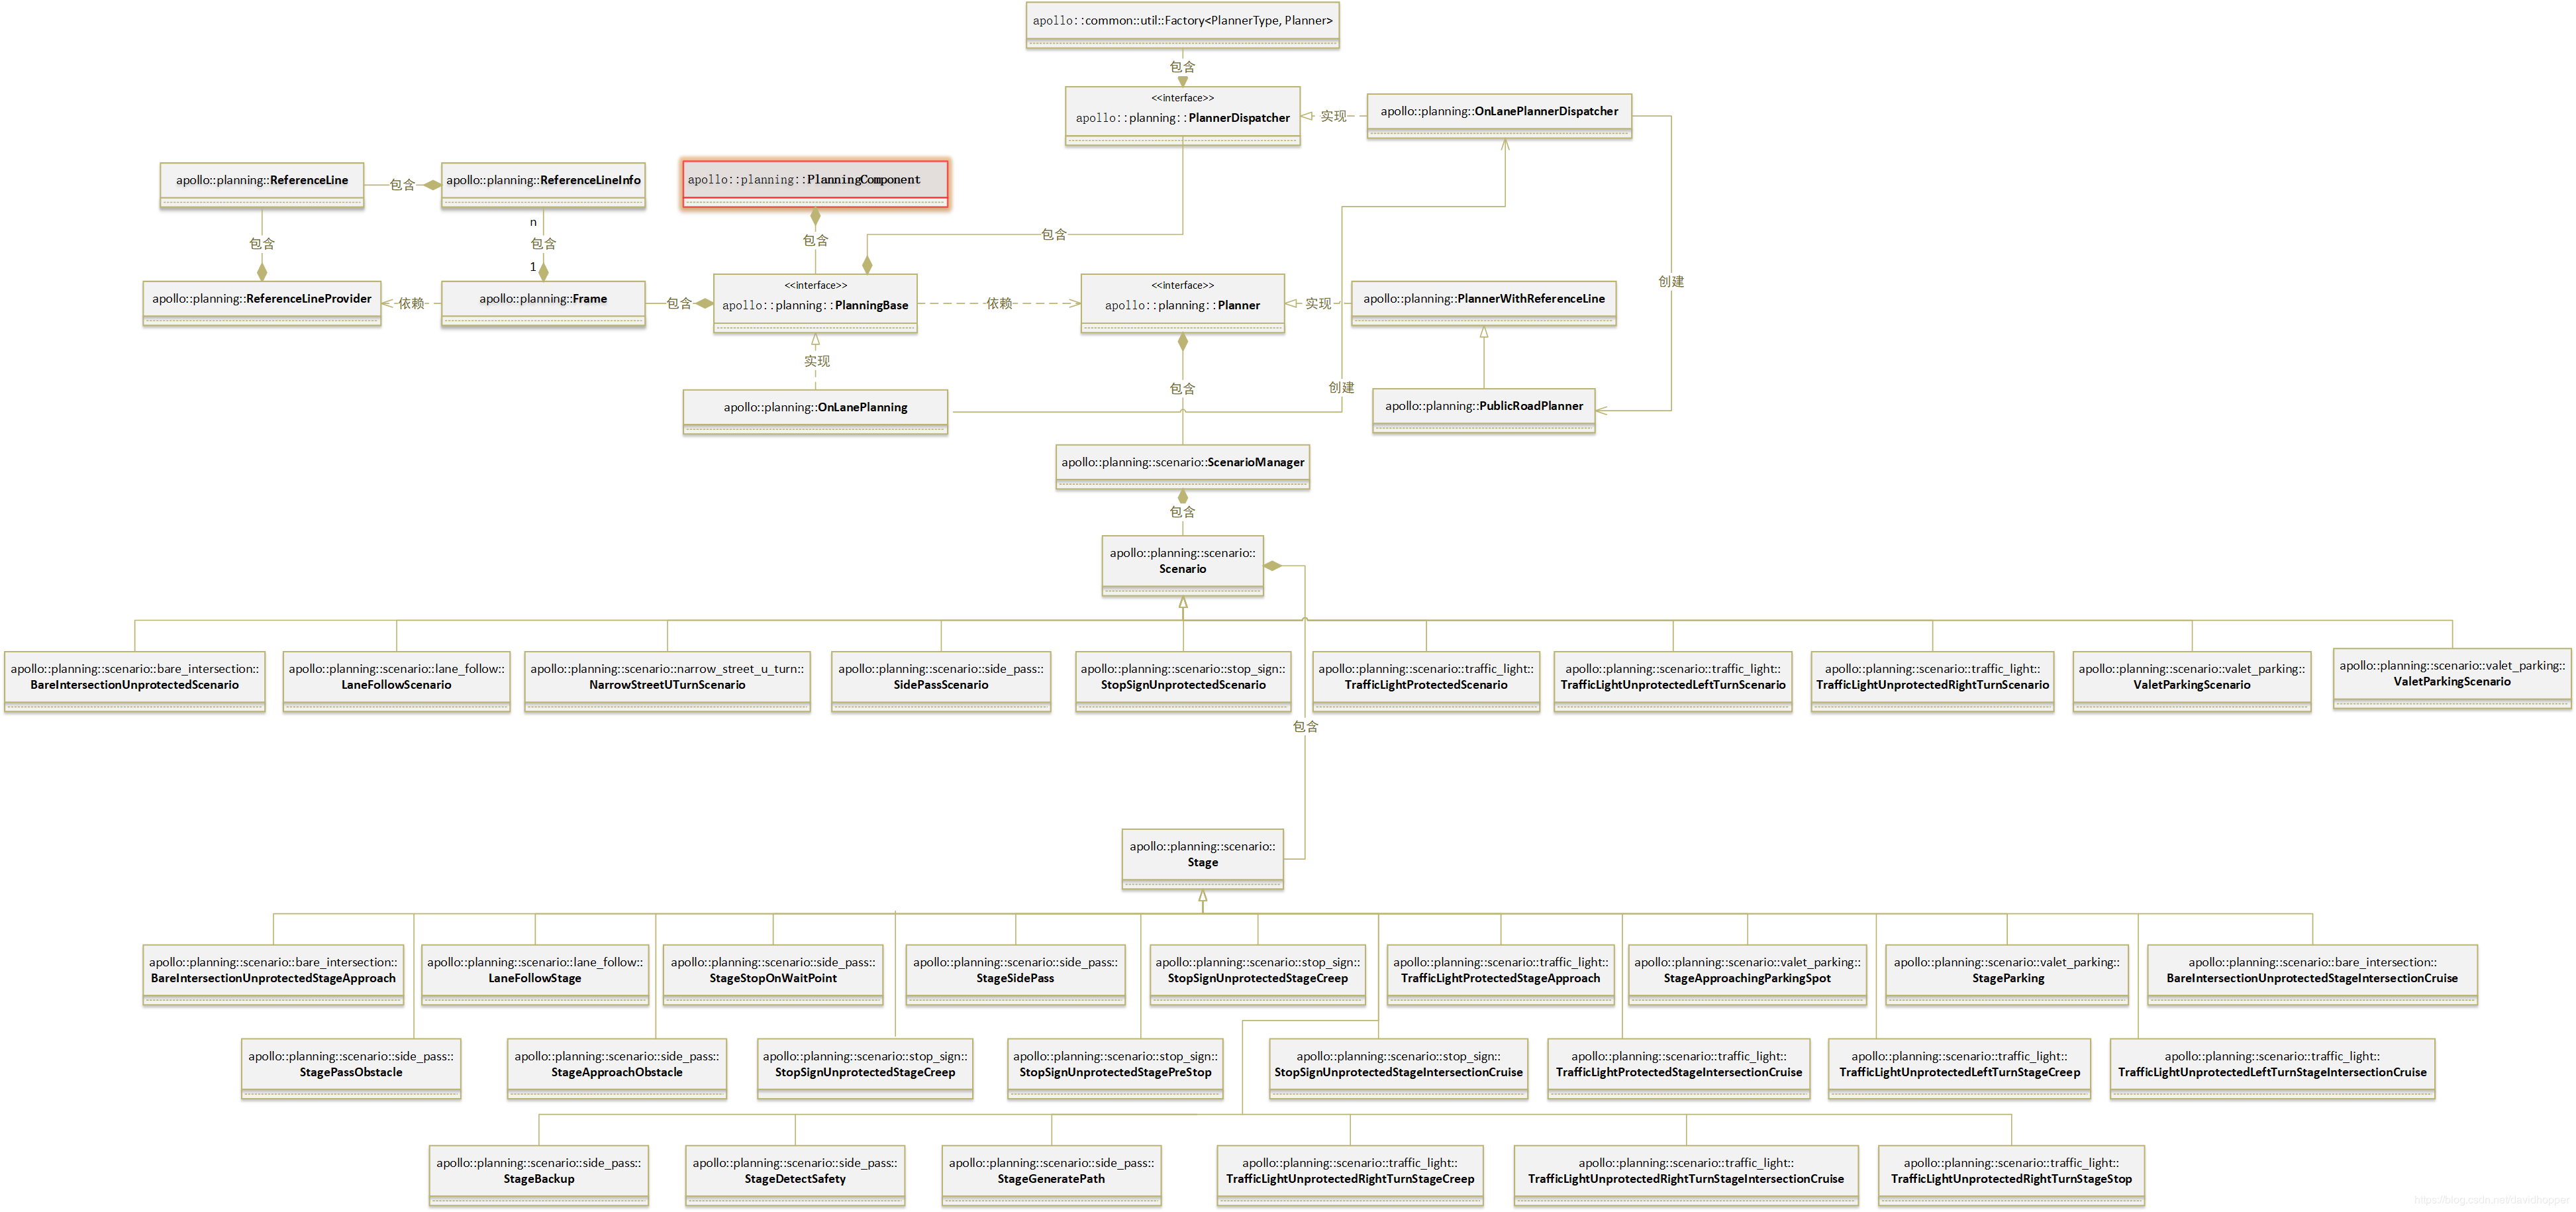 apollo::common::util::Factory<PlannerType, Planner>
包含
<<interface>>
apollo::planning::PlannerDispatcher
实现
apollo::planning::OnLanePlannerDispatcher
apollo::planning::ReferenceLine
包含
apollo::planning::ReferenceLineInfo
apollo::planning::PlanningComponent
n
包含
包含
1
包含
包含
创建
apollo::planning::ReferenceLineProvider
依赖
apollo::planning::Frame
包含
<<interface>>
apollo::planning::PlanningBase
依赖
<<interface>>
apollo::planning::Planner
实现
apollo::planning::PlannerWithReferenceLine
实现
包含
创建
apollo::planning::OnLanePlanning
apollo::planning::PublicRoadPlanner
apollo::planning::scenario::ScenarioManager
包含
apollo::planning::scenario::
Scenario
apollo::planning::scenario::bare_intersection::
BareIntersectionUnprotectedScenario
apollo::planning::scenario::lane_follow::
LaneFollowScenario
apollo::planning::scenario::narrow_street_u_turn::
NarrowStreetUTurnScenario
apollo::planning::scenario::side_pass::
SidePassScenario
apollo::planning::scenario::stop_sign::
StopSignUnprotectedScenario
apollo::planning::scenario::traffic_light::
TrafficLightProtectedScenario
apollo::planning::scenario::traffic_light::
TrafficLightUnprotectedLeftTurnScenario
apollo::planning::scenario::traffic_light::
TrafficLightUnprotectedRightTurnScenario
apollo::planning::scenario::valet_parking::
ValetParkingScenario
apollo::planning::scenario::valet_parking::
ValetParkingScenario
包含
apollo::planning::scenario::
Stage
apollo::planning::scenario::bare_intersection::
BareIntersectionUnprotectedStageApproach
apollo::planning::scenario::lane_follow::
LaneFollowStage
apollo::planning::scenario::side_pass::
StageStopOnWaitPoint
apollo::planning::scenario::side_pass::
StageSidePass
apollo::planning::scenario::stop_sign::
StopSignUnprotectedStageCreep
apollo::planning::scenario::traffic_light::
TrafficLightProtectedStageApproach
apollo::planning::scenario::valet_parking::
StageApproachingParkingSpot
apollo::planning::scenario::valet_parking::
StageParking
apollo::planning::scenario::bare_intersection::
BareIntersectionUnprotectedStageIntersectionCruise
apollo::planning::scenario::side_pass::
StagePassObstacle
apollo::planning::scenario::side_pass::
StageApproachObstacle
apollo::planning::scenario::stop_sign::
StopSignUnprotectedStageCreep
apollo::planning::scenario::stop_sign::
StopSignUnprotectedStagePreStop
apollo::planning::scenario::stop_sign::
StopSignUnprotectedStageIntersectionCruise
apollo::planning::scenario::traffic_light::
TrafficLightProtectedStageIntersectionCruise
apollo::planning::scenario::traffic_light::
TrafficLightUnprotectedLeftTurnStageCreep
apollo::planning::scenario::traffic_light::
TrafficLightUnprotectedLeftTurnStageIntersectionCruise
apollo::planning::scenario::side_pass::
StageBackup
apollo::planning::scenario::side_pass::
StageDetectSafety
apollo::planning::scenario::side_pass::
StageGeneratePath
apollo::planning::scenario::traffic_light::
TrafficLightUnprotectedRightTurnStageCreep
apollo::planning::scenario::traffic_light::
TrafficLightUnprotectedRightTurnStageIntersectionCruise
apollo::planning::scenario::traffic_light::
TrafficLightUnprotectedRightTurnStageStop
https://blog.csdn.net/davidhopper